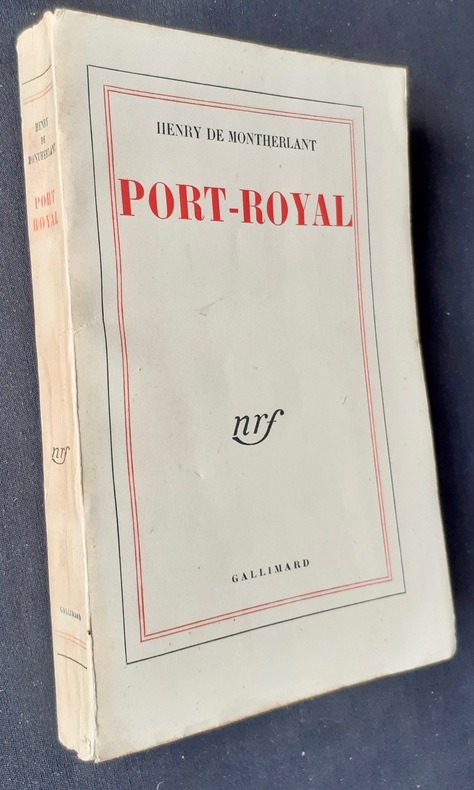 HENRY DE MONTHERLANT
PORT-ROYAL
nrf
GALLIMARD
HENRY
DE
MONTHERLANT
PORT
ROYAL
nrf
GALLIMARD